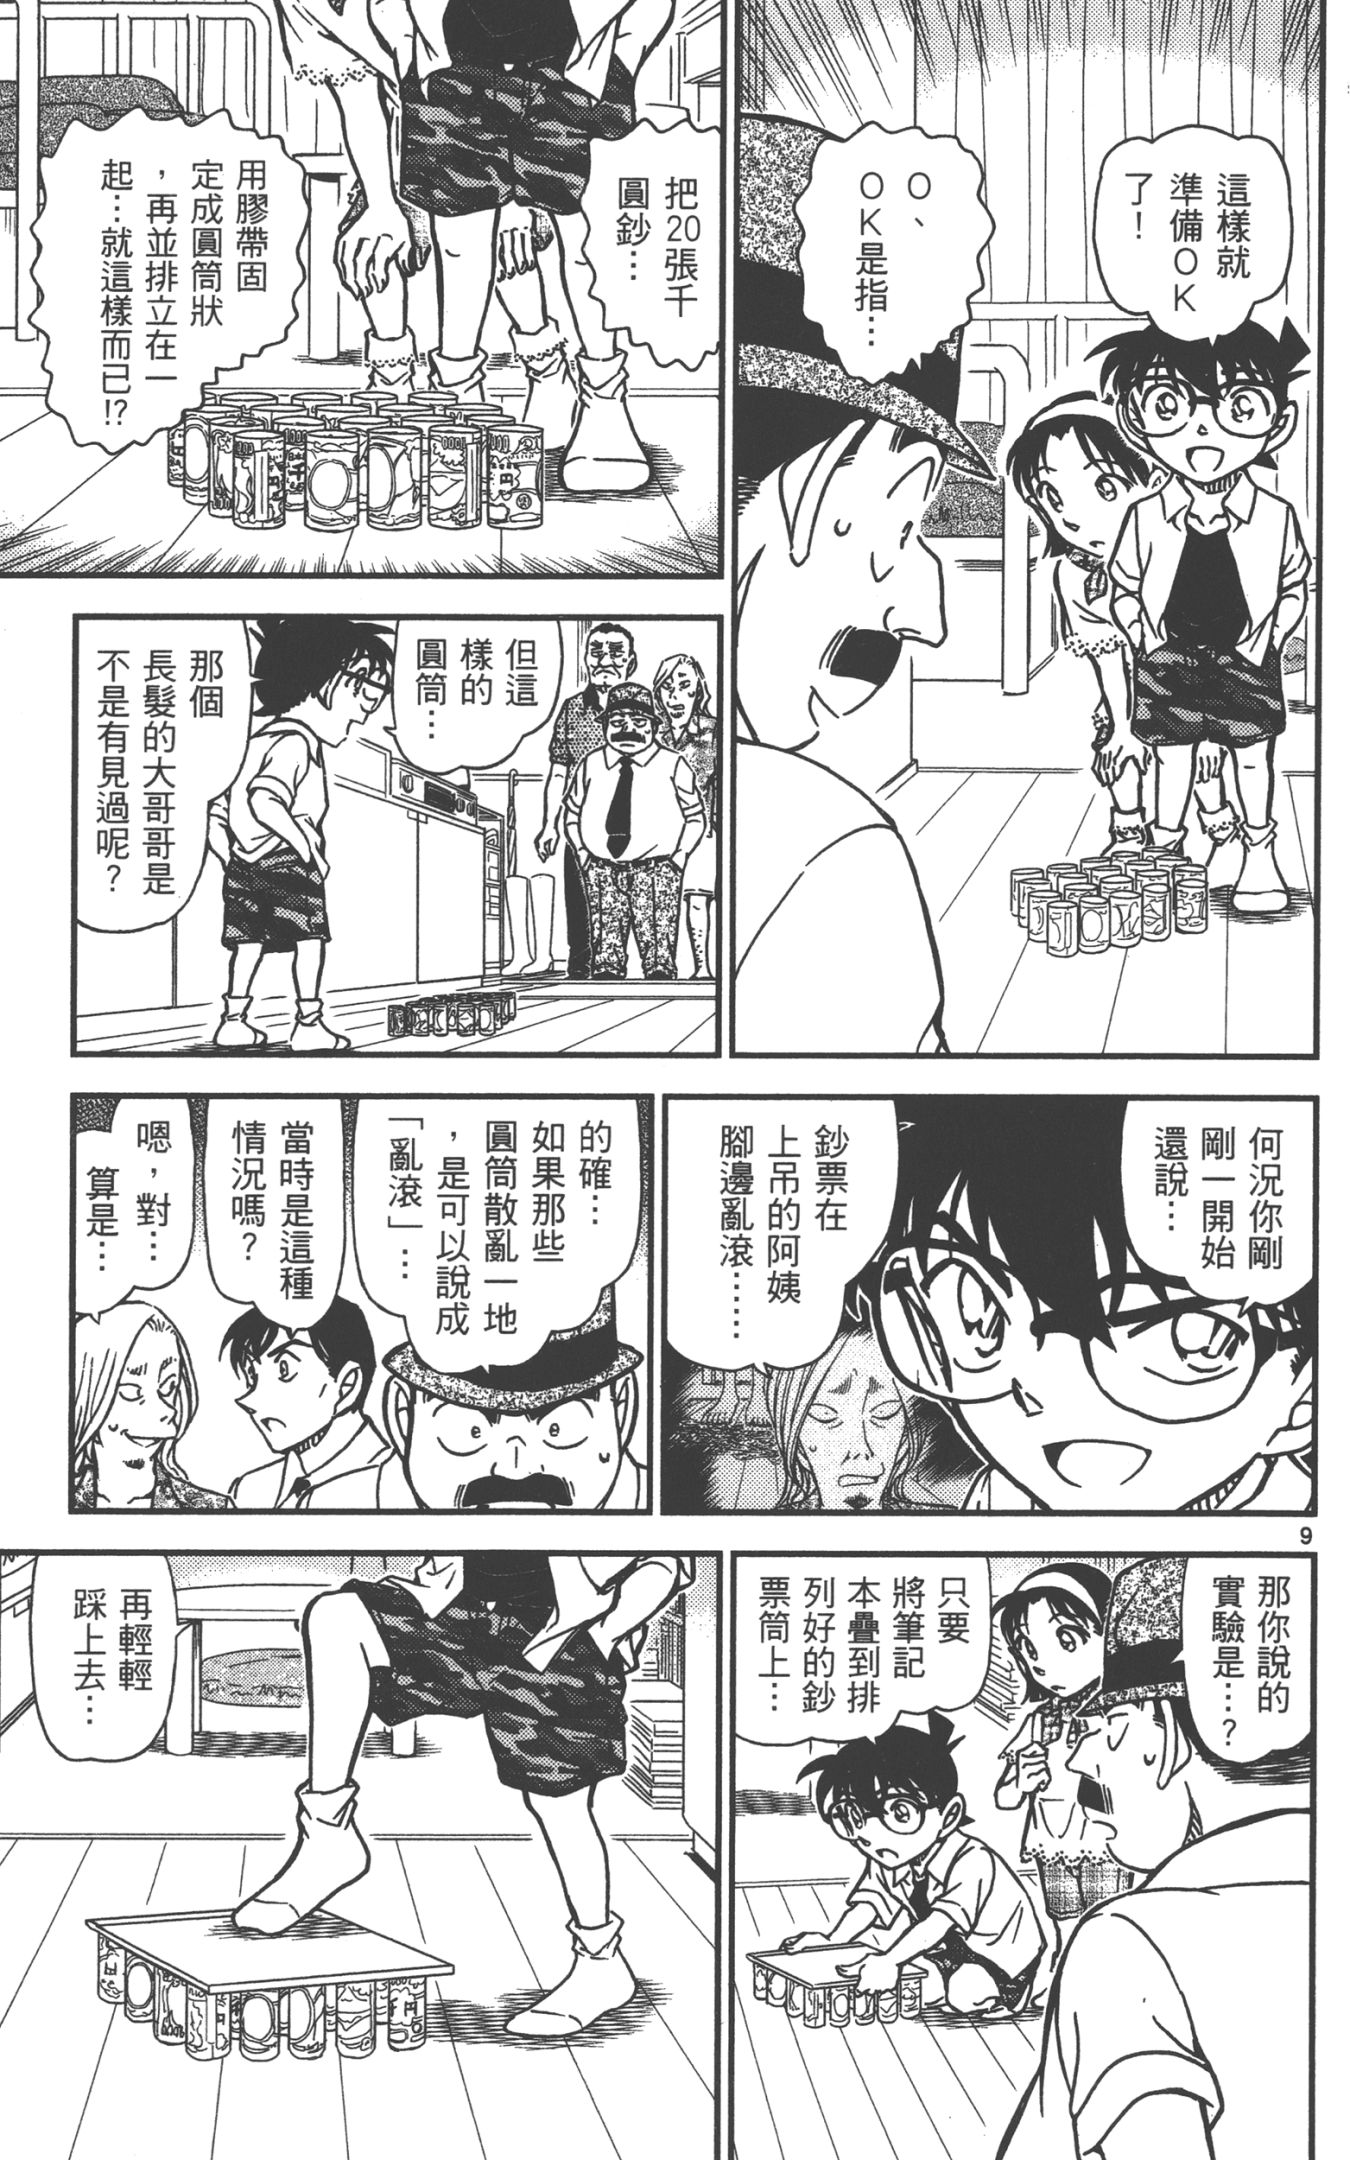 這樣就
準備OK
了！
O、
OK是指…
把20張千
圓鈔…
用膠帶固
定成圓筒狀
，再並排立在一
起…就這樣而已!?
但這
樣的
圓筒…
那個
長髮的大哥哥是
不是有見過呢？
何況你剛
剛一開始
還說…
鈔票在
上吊的阿姨
腳邊亂滾……
的確…
如果那些
圓筒散亂一地
，是可以說成
「亂滾」…
當時是這種
情況嗎？
嗯，對…
算是…
9
那你說的
實驗是…？
只要
將筆記
本疊到排
列好的鈔
票筒上…
再輕輕
踩上去…